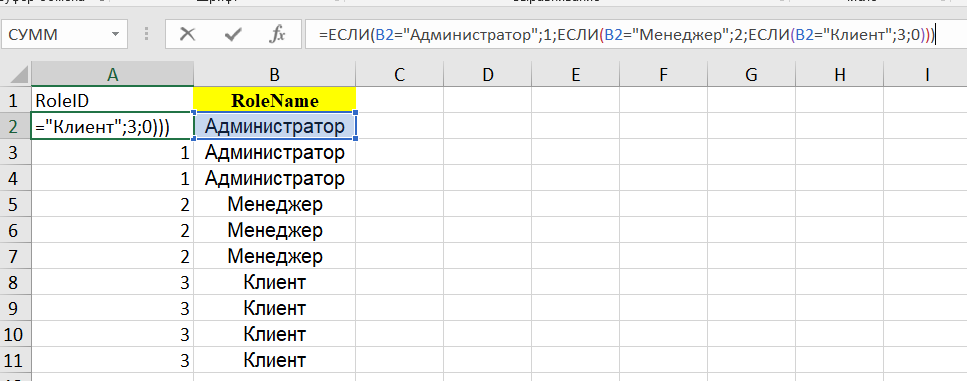 СУММ =ЕСЛИ(B2="Администратор";1;ЕСЛИ(B2="Менеджер";2;ЕСЛИ(B2="Клиент";3;0)))
A B C D E F G H I
1 RoleID RoleName
2 ="Клиент";3;0))) Администратор
3 1 Администратор
4 1 Администратор
5 2 Менеджер
6 2 Менеджер
7 2 Менеджер
8 3 Клиент
9 3 Клиент
10 3 Клиент
11 3 Клиент